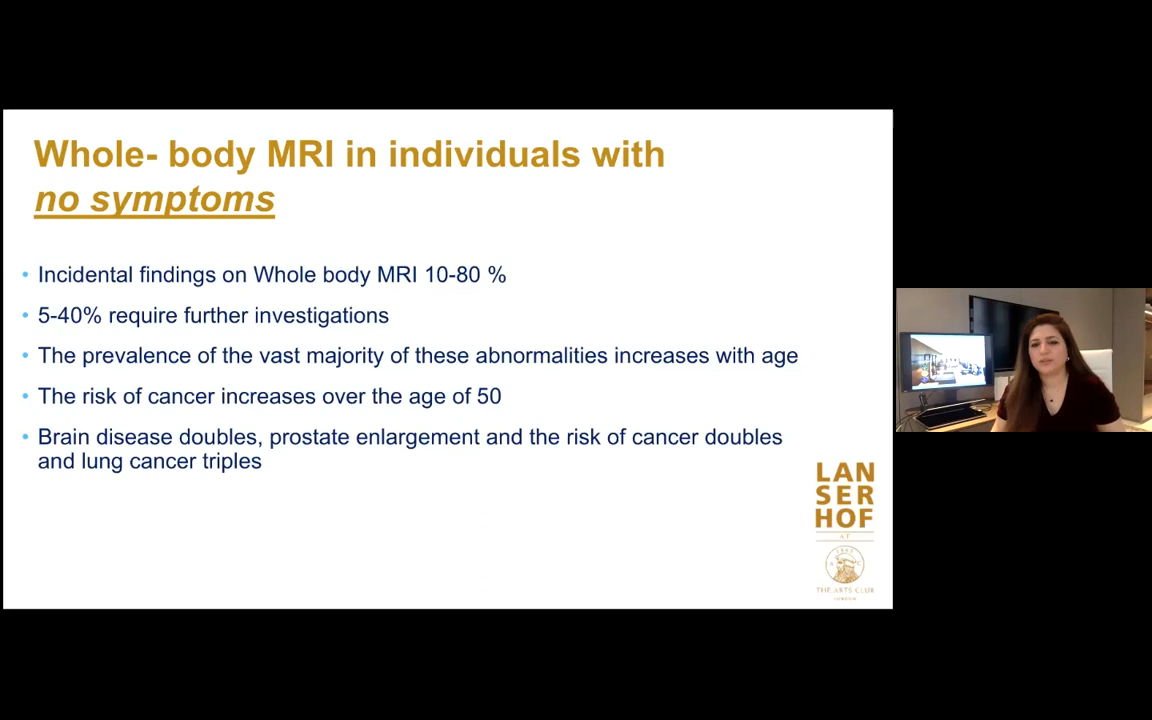 Whole- body MRI in individuals with
no symptoms
• Incidental findings on Whole body MRI 10-80 %
• 5-40% require further investigations
• The prevalence of the vast majority of these abnormalities increases with age
• The risk of cancer increases over the age of 50
• Brain disease doubles, prostate enlargement and the risk of cancer doubles
and lung cancer triples
LAN
SER
HOF
AT
THE ARTS CLUB
LONDON